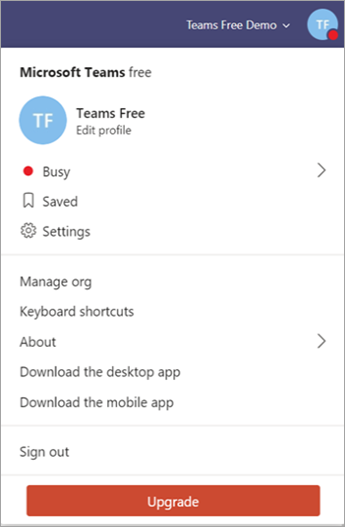 Teams Free Demo
TF
Microsoft Teams free
TF
Teams Free
Edit profile
Busy
Saved
Settings
Manage org
Keyboard shortcuts
About
Download the desktop app
Download the mobile app
Sign out
Upgrade